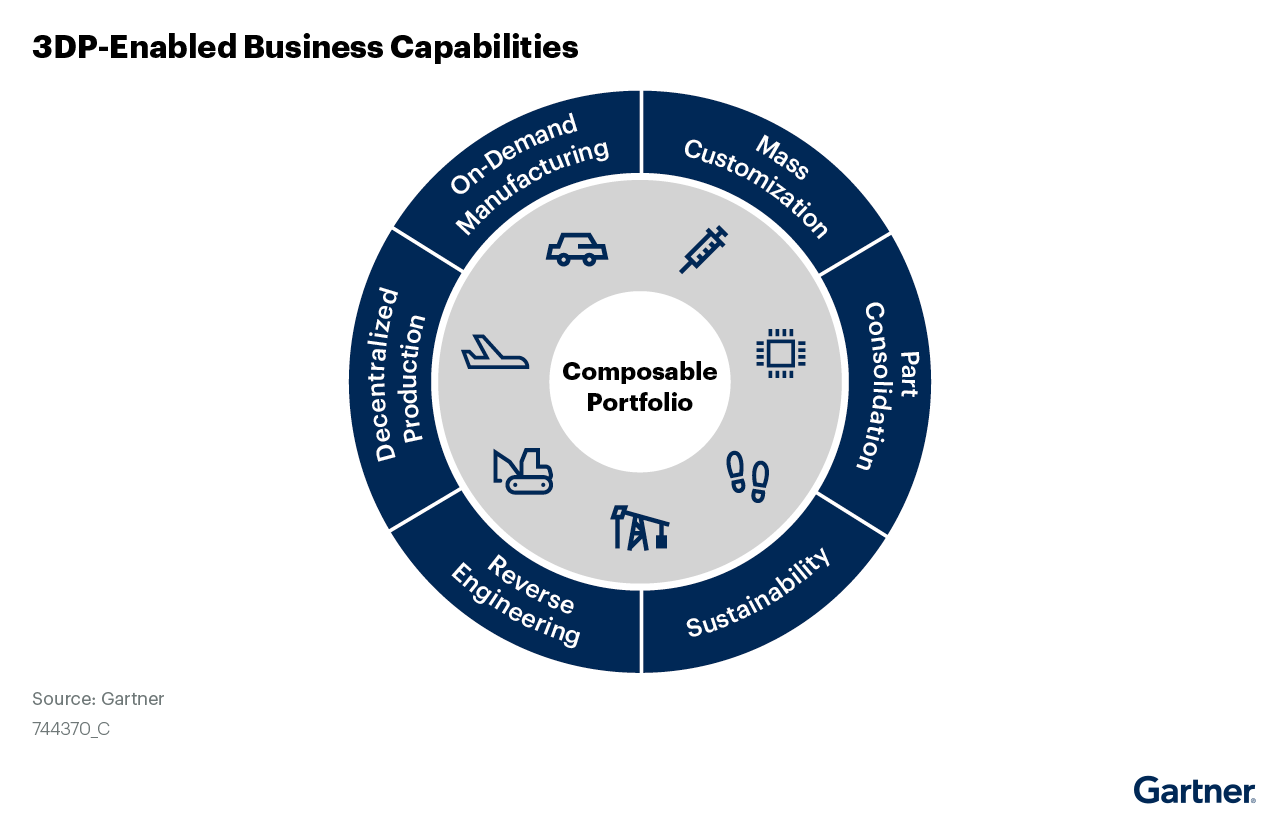 3DP-Enabled Business Capabilities
On-Demand
Manufacturing
Mass
Customization
Part
Consolidation
Sustainability
Reverse
Engineering
Decentralized
Production
Composable
Portfolio
Source: Gartner
744370_C
Gartner®